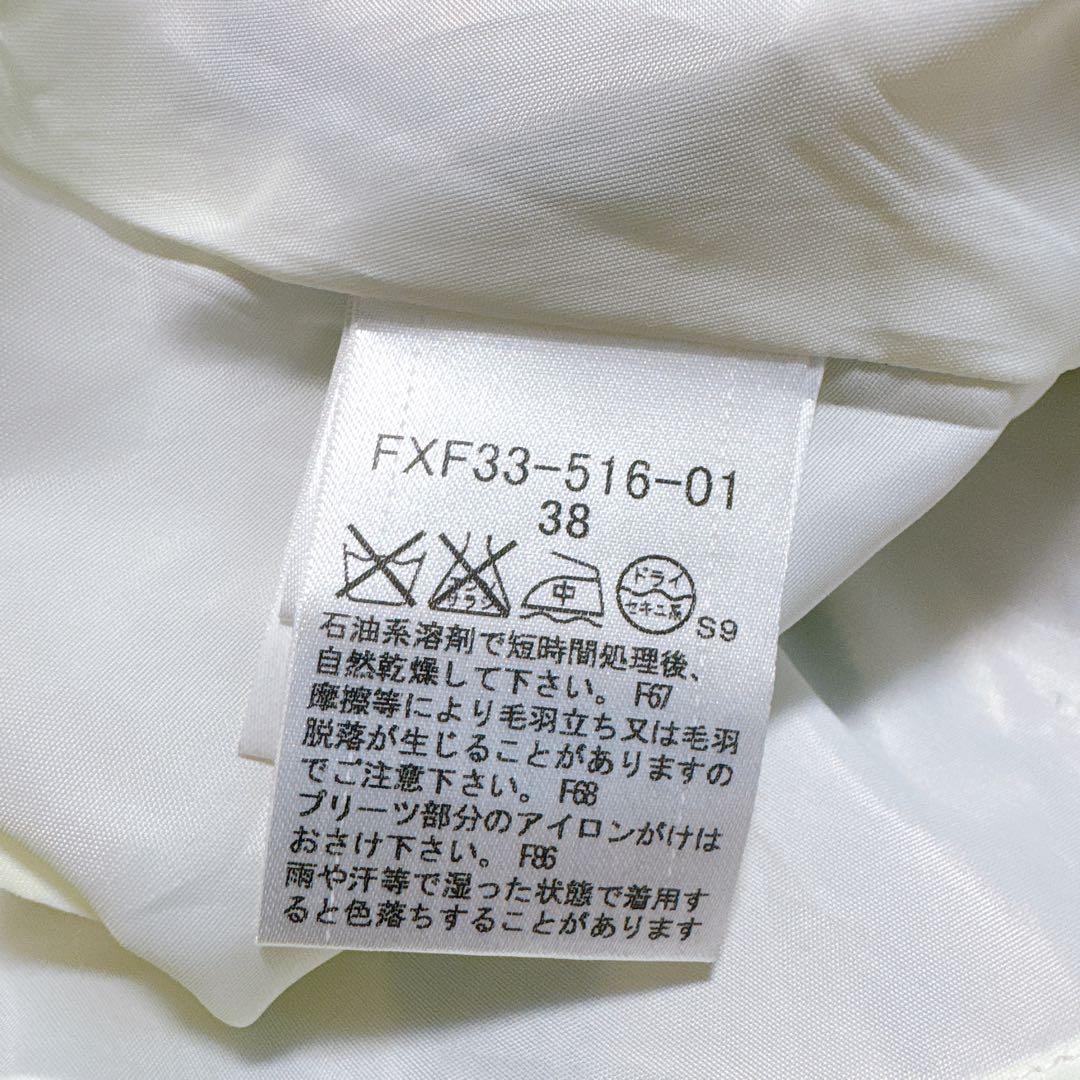 FXF33-516-01
38
エンソ サラシ 中 ドライ セキユ系 S9
石油系溶剤で短時間処理後、
自然乾燥して下さい。 F67
摩擦等により毛羽立ち又は毛羽
脱落が生じることがありますの
でご注意下さい。 F68
プリーツ部分のアイロンがけは
おさけ下さい。 F86
雨や汗等で湿った状態で着用す
ると色落ちすることがあります